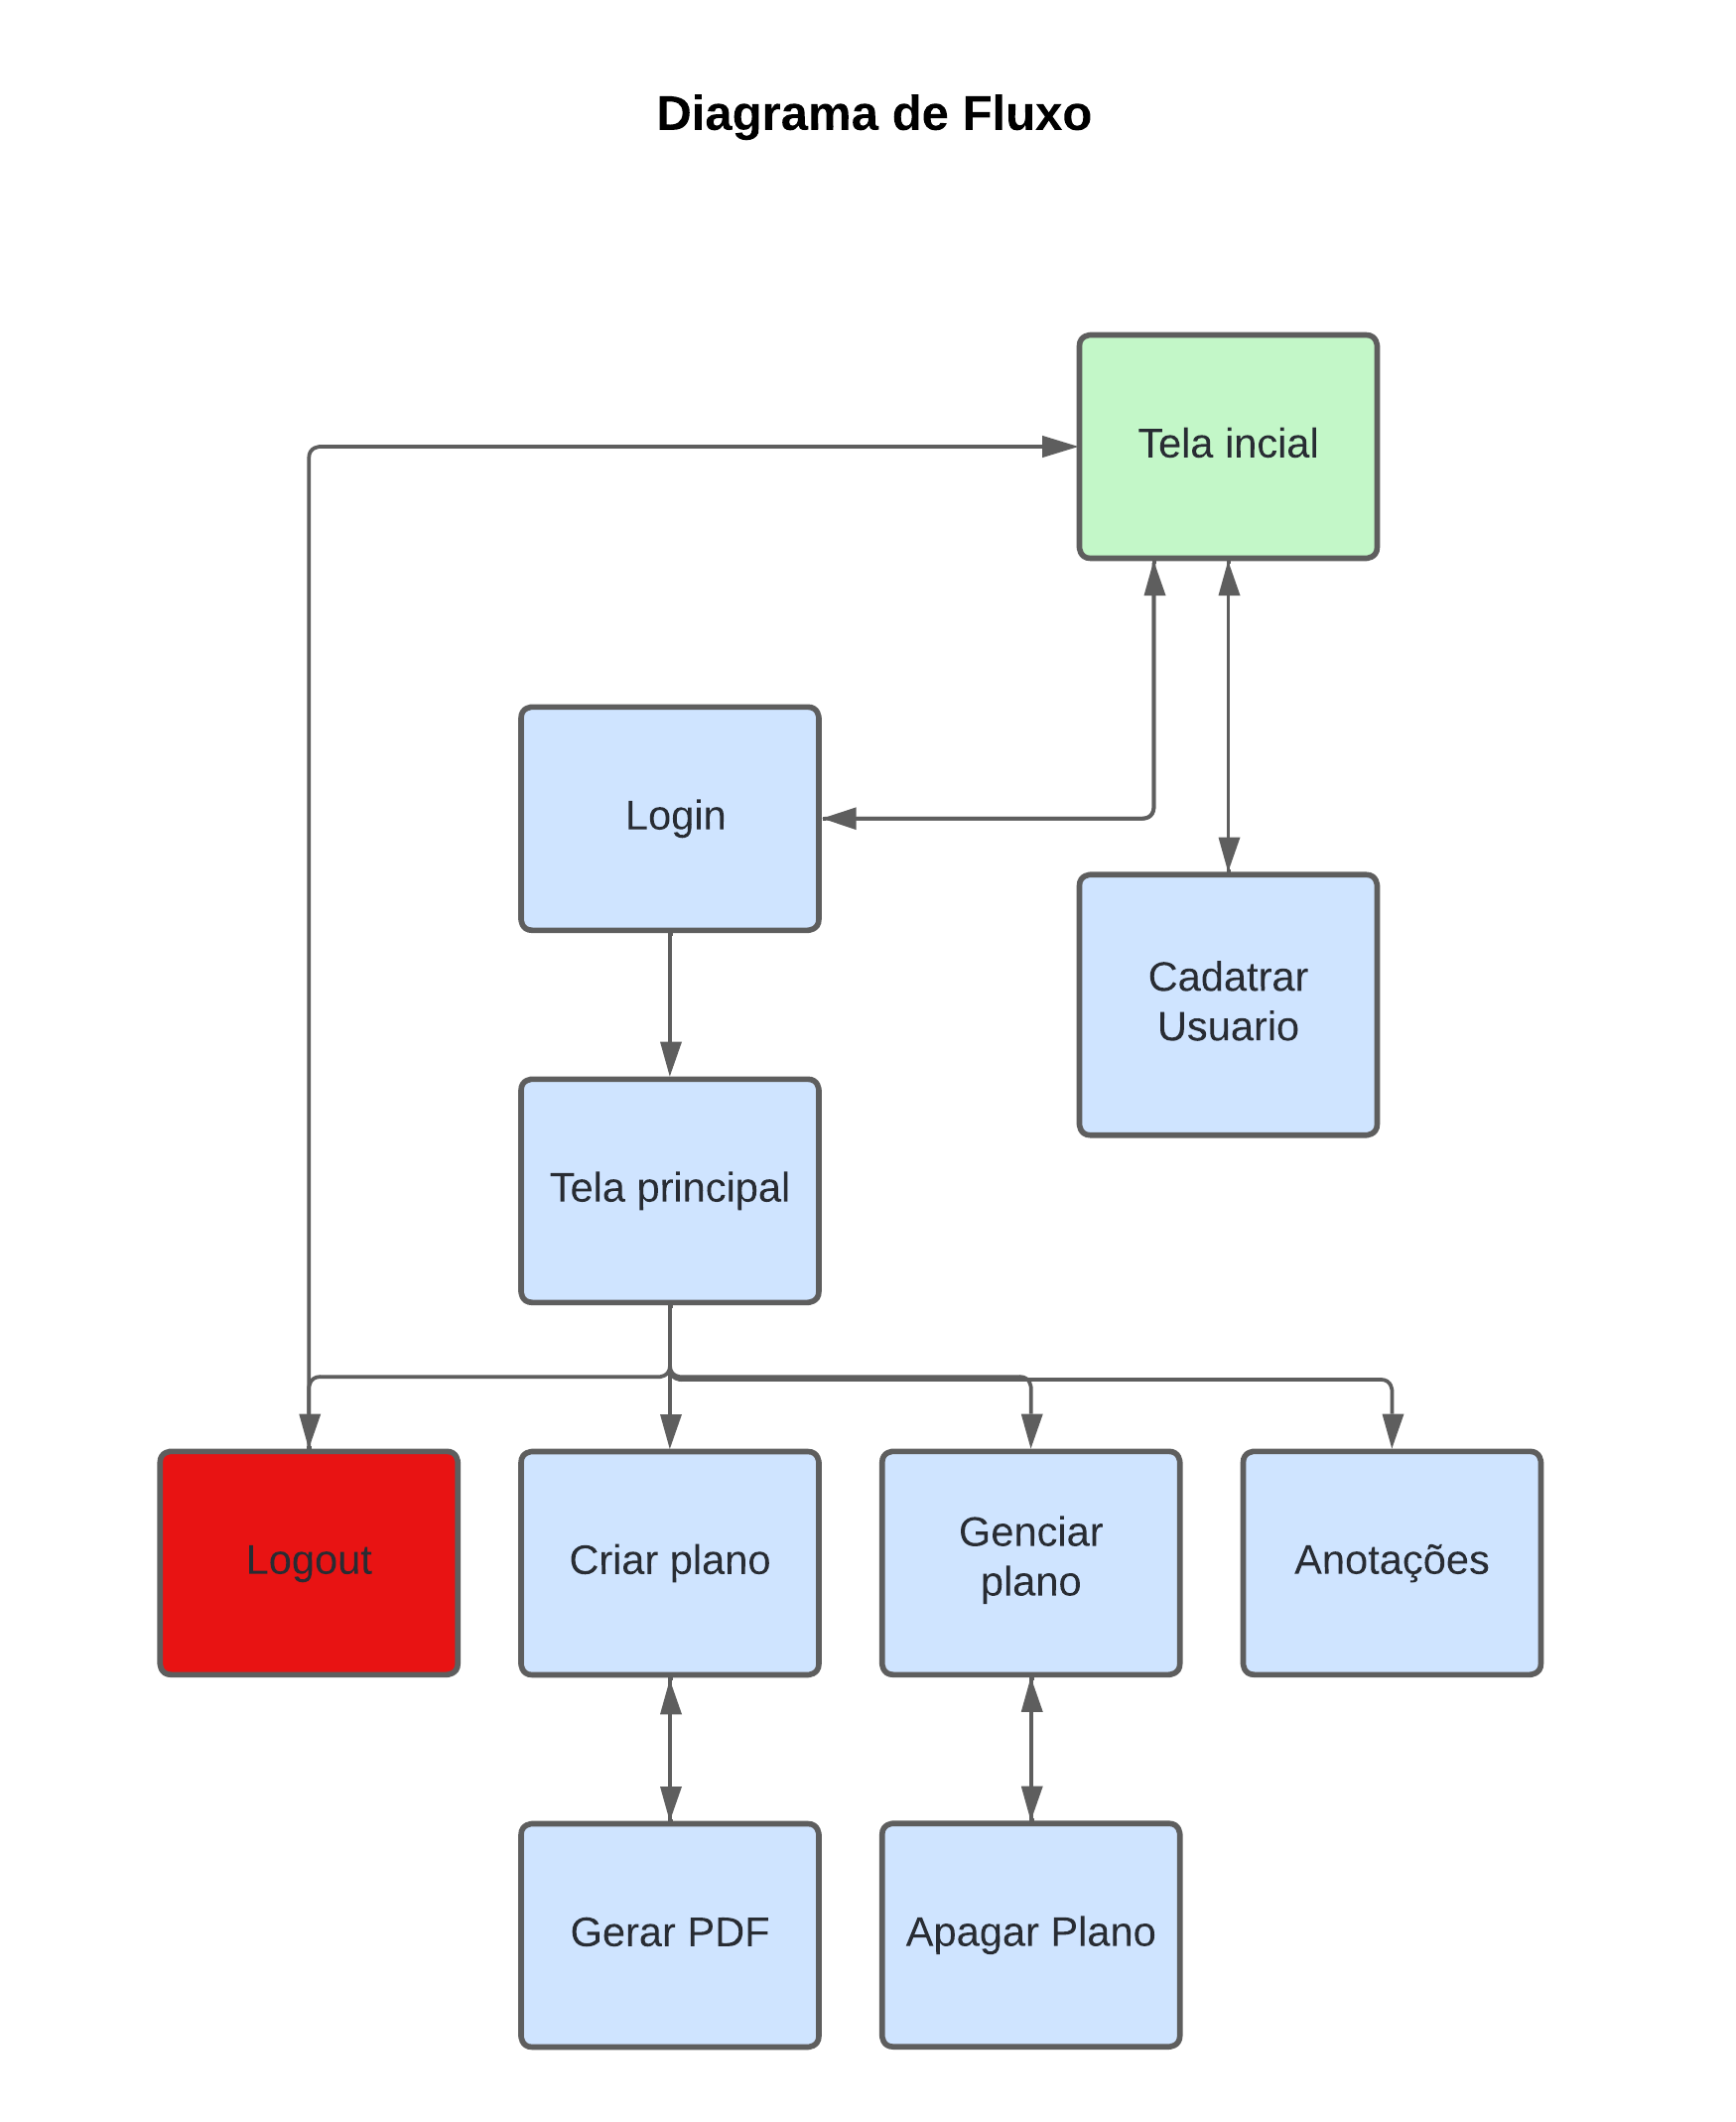 Diagrama de Fluxo
Tela incial
Login
Cadatrar
Usuario
Tela principal
Logout
Criar plano
Genciar
plano
Anotações
Gerar PDF
Apagar Plano